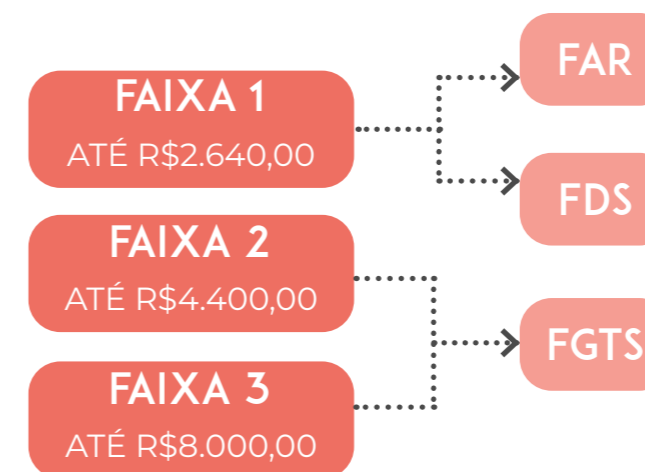 FAIXA 1
ATÉ R$2.640,00
FAIXA 2
ATÉ R$4.400,00
FAIXA 3
ATÉ R$8.000,00
FAR
FDS
FGTS